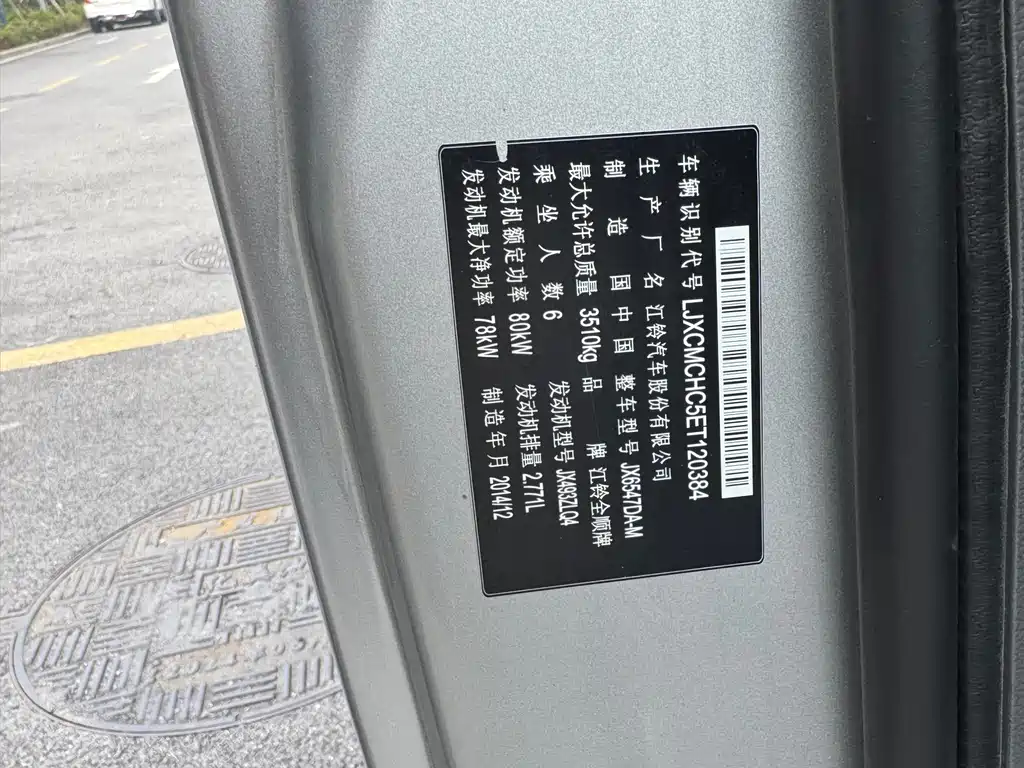 车辆识别代号 LJXCMCHC5ET120384
生产厂名 江铃汽车股份有限公司
制造国 中国 整车型号 JX6547DA-M
最大允许总质量 3510kg 品牌 江铃全顺牌
乘坐人数 6 发动机型号 JX493ZLQ4
发动机额定功率 80kW 发动机排量 2.771L
发动机最大净功率 78kW 制造年月 2014/12